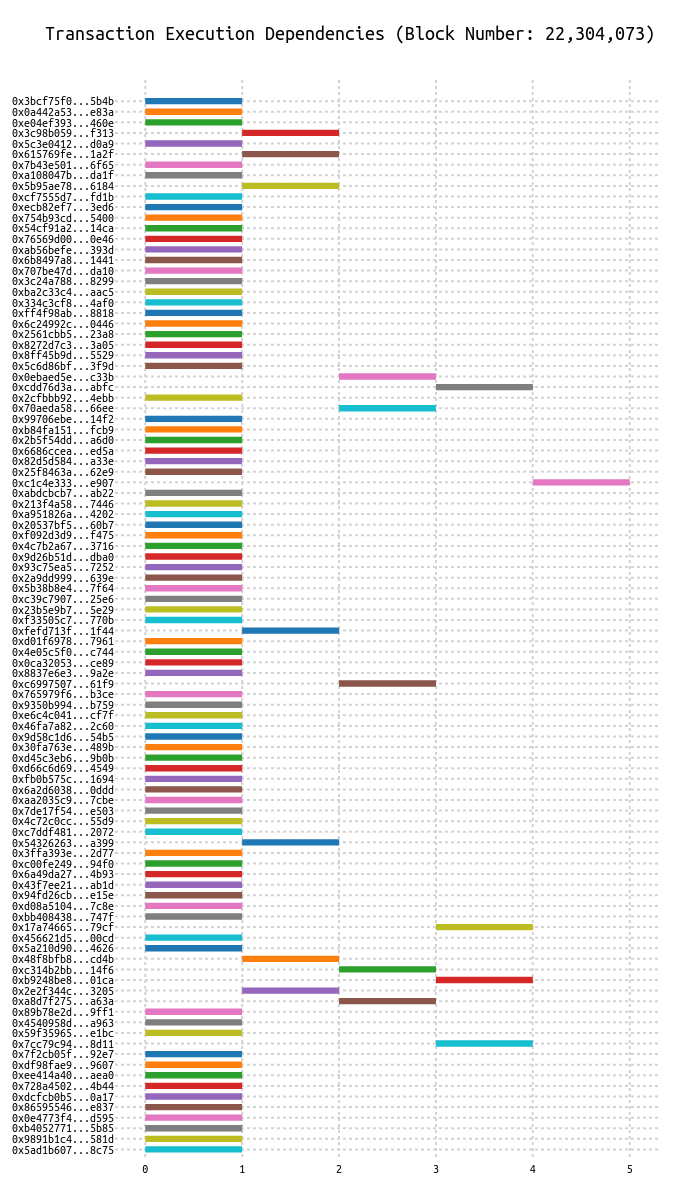 Transaction Execution Dependencies (Block Number: 22,304,073)
0x3bcf75f0...5b4b
0x0a442a53...e83a
0xe04ef393...460e
0x3c98b059...f313
0x5c3e0412...d0a9
0x615769fe...1a2f
0x7b43e501...6f65
0xa108047b...da1f
0x5b95ae78...6184
0xcf7555d7...fd1b
0xecb82ef7...3ed6
0x754b93cd...5400
0x54cf91a2...14ca
0x76569d00...0e46
0xab56befe...393d
0x6b8497a8...1441
0x707be47d...da10
0x3c24a788...8299
0xba2c33c4...aac5
0x334c3cf8...4af0
0xff4f98ab...8818
0x6c24992c...0446
0x2561cbb5...23a8
0x8272d7c3...3a05
0x8ff45b9d...5529
0x5c6d86bf...3f9d
0x0ebaed5e...c33b
0xcdd76d3a...abfc
0x2cfbbb92...4ebb
0x70aeda58...66ee
0x99706ebe...14f2
0xb84fa151...fcb9
0x2b5f54dd...a6d0
0x6686ccea...ed5a
0x82d5d584...a33e
0x25f8463a...62e9
0xc1c4e333...e907
0xabdcbcb7...ab22
0x213f4a58...7446
0xa951826a...4202
0x20537bf5...60b7
0xf092d3d9...f475
0x4c7b2a67...3716
0x9d26b51d...dba0
0x93c75ea5...7252
0x2a9dd999...639e
0x5b38b8e4...7f64
0xc39c7907...25e6
0x23b5e9b7...5e29
0xf33505c7...770b
0xfefd713f...1f44
0xd01f6978...7961
0x4e05c5f0...c744
0x0ca32053...ce89
0x8837e6e3...9a2e
0xc6997507...61f9
0x765979f6...b3ce
0x9350b994...b759
0xe6c4c041...cf7f
0x46fa7a82...2c60
0x9d58c1d6...54b5
0x30fa763e...489b
0xd45c3eb6...9b0b
0xd66c6d69...4549
0xfb0b575c...1694
0x6a2d6038...0ddd
0xaa2035c9...7cbe
0x7de17f54...e503
0x4c72c0cc...55d9
0xc7ddf481...2072
0x54326263...a399
0x3ffa393e...2d77
0xc00fe249...94f0
0x6a49da27...4b93
0x43f7ee21...ab1d
0x94fd26cb...e15e
0xd08a5104...7c8e
0xbb408438...747f
0x17a74665...79cf
0x456621d5...00cd
0x5a210d90...4626
0x48f8bfb8...cd4b
0xc314b2bb...14f6
0xb9248be8...01ca
0x2e2f344c...3205
0xa8d7f275...a63a
0x89b78e2d...9ff1
0x4540958d...a963
0x59f35965...e1bc
0x7cc79c94...8d11
0x7f2cb05f...92e7
0xdf98fae9...9607
0xee414a40...aea0
0x728a4502...4b44
0xdcfcb0b5...0a17
0x86595546...e837
0x0e4773f4...d595
0xb4052771...5b85
0x9891b1c4...581d
0x5ad1b607...8c75
0 1 2 3 4 5